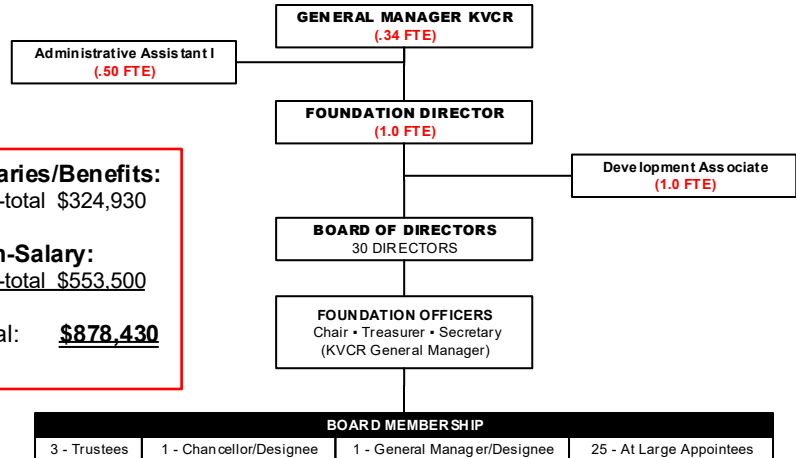 GENERAL MANAGER KVCR
(.34 FTE)
Administrative Assistant I
(.50 FTE)
FOUNDATION DIRECTOR
(1.0 FTE)
Development Associate
(1.0 FTE)
aries/Benefits:
-total $324,930
n-Salary:
-total $553,500
al: $878,430
BOARD OF DIRECTORS
30 DIRECTORS
FOUNDATION OFFICERS
Chair ▪ Treasurer ▪ Secretary
(KVCR General Manager)
BOARD MEMBERSHIP
3 - Trustees 1 - Chancellor/Designee 1 - General Manager/Designee 25 - At Large Appointees